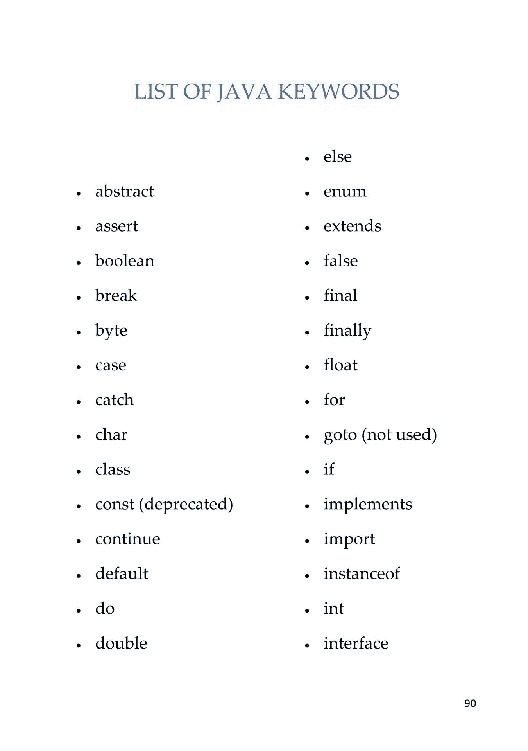 LIST OF JAVA KEYWORDS
• abstract
• assert
• boolean
• break
• byte
• case
• catch
• char
• class
• const (deprecated)
• continue
• default
• do
• double
• else
• enum
• extends
• false
• final
• finally
• float
• for
• goto (not used)
• if
• implements
• import
• instanceof
• int
• interface
90